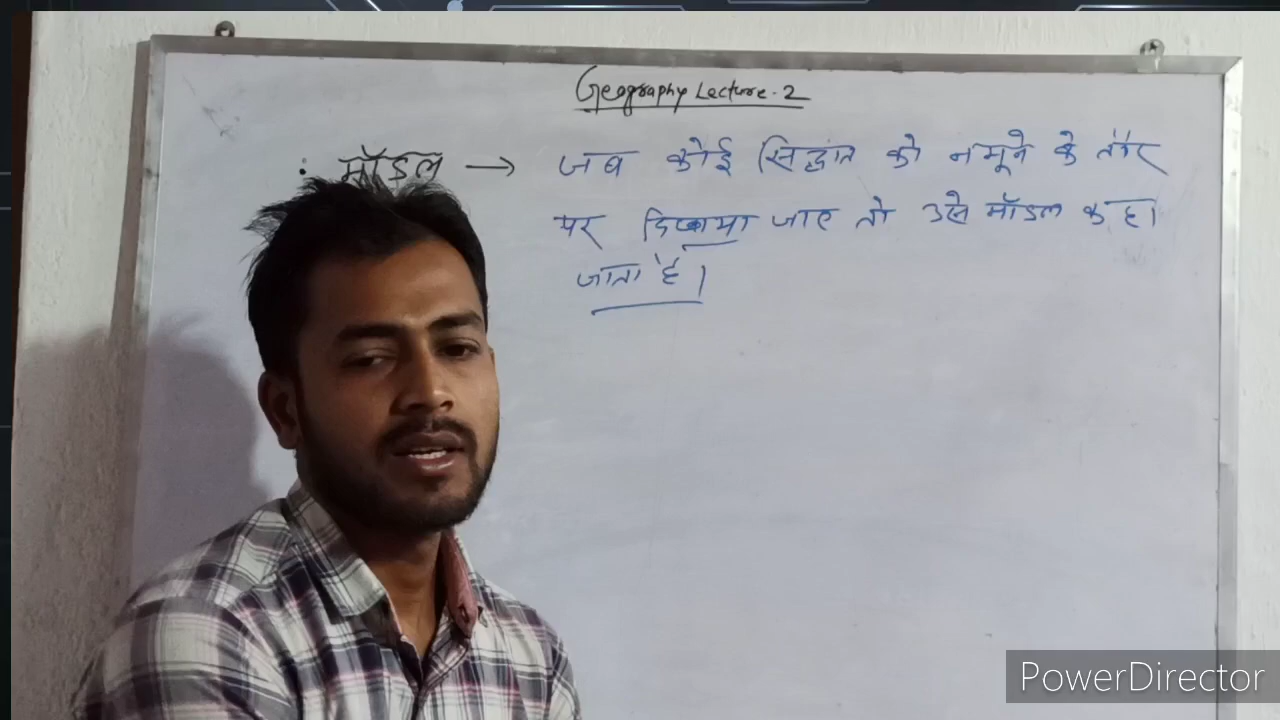 Geography Lecture-2
: मॉडल → जब कोई सिद्धांत को नमूने के तौर
पर दिखाया जाए तो उसे मॉडल कहा
जाता है।
PowerDirector